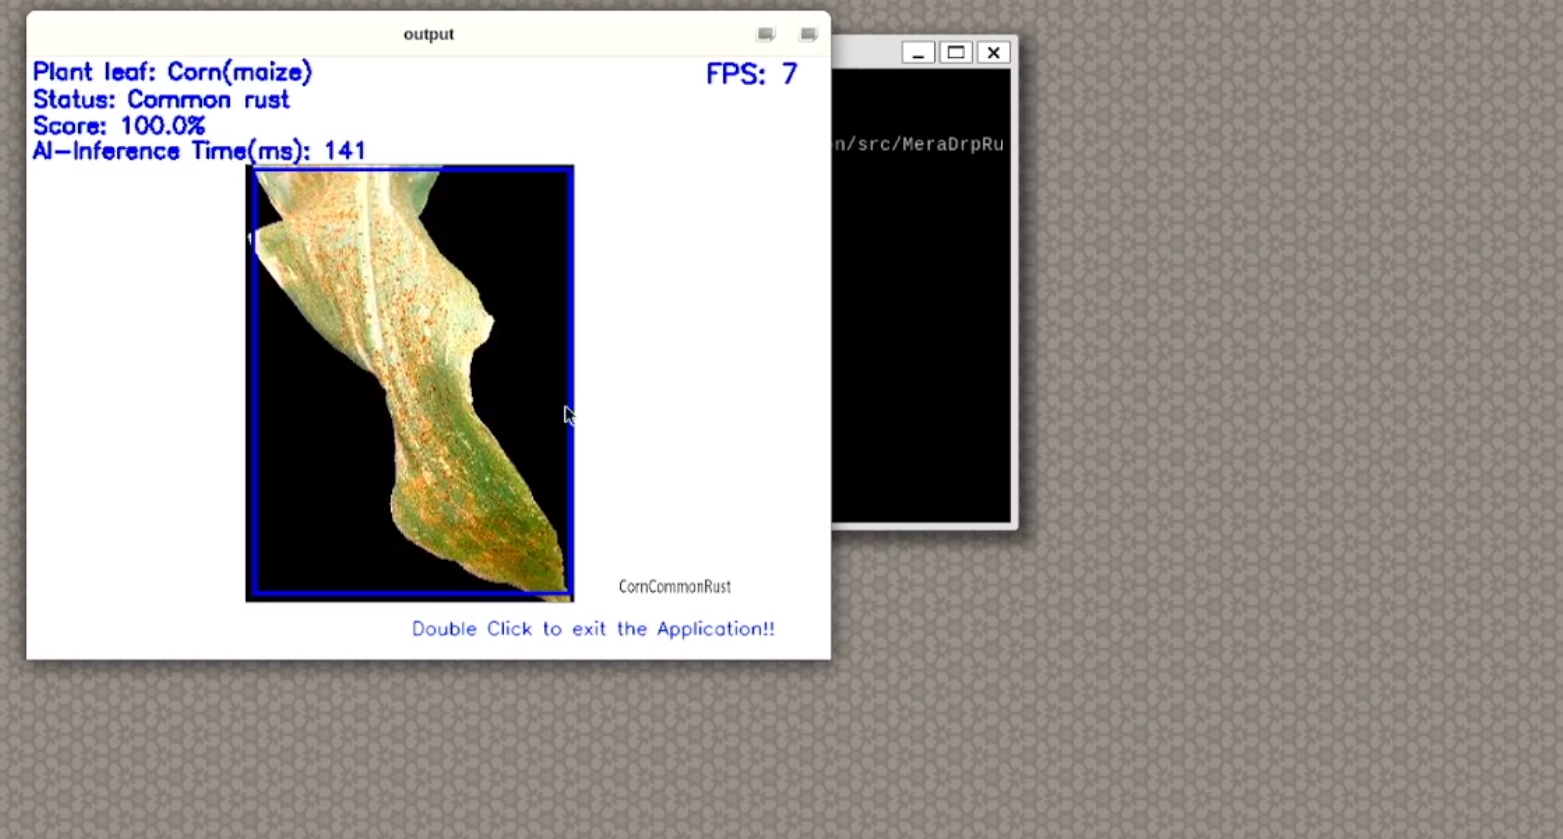 output
Plant leaf: Corn(maize)
FPS: 7
Status: Common rust
Score: 100.0%
AI-Inference Time(ms): 141
n/src/MeraDrpRu
CornCommonRust
Double Click to exit the Application!!